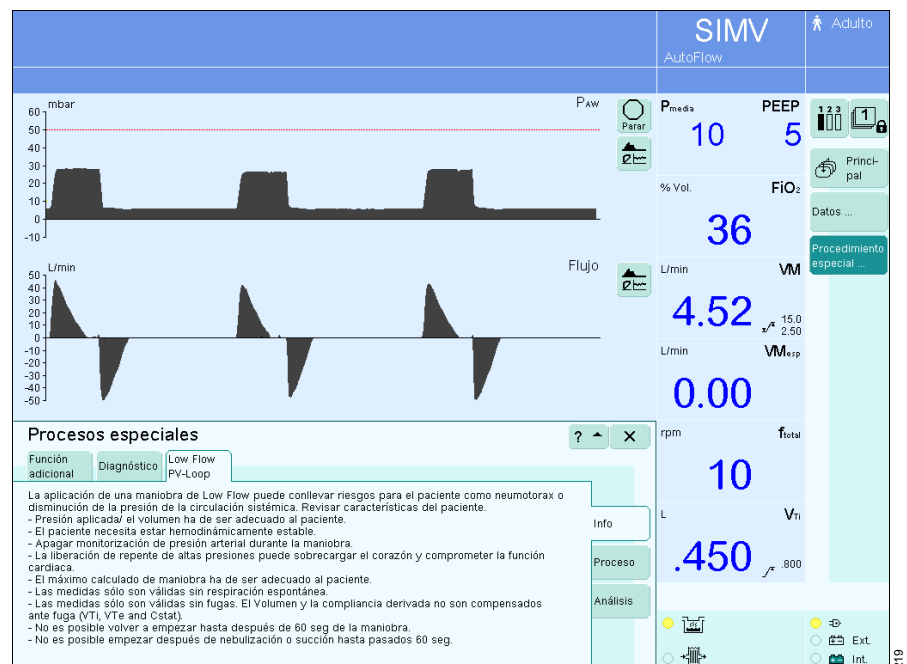 SIMV
AutoFlow
Adulto
mbar
PAW
60
50
40
30
20
10
0
-10
Parar
L/min
Flujo
50
40
30
20
10
0
-10
-20
-30
-40
-50
Pmedia PEEP
10 5
% Vol. FiO2
36
L/min VM
4.52 15.0
2.50
L/min VMesp
0.00
rpm ftotal
10
L VTi
.450 .800
1 2 3
1
Princi-
pal
Datos ...
Procedimiento
especial ...
Procesos especiales
?
Función
adicional
Diagnóstico
Low Flow
PV-Loop
La aplicación de una maniobra de Low Flow puede conllevar riesgos para el paciente como neumotorax o
disminución de la presión de la circulación sistémica. Revisar características del paciente.
- Presión aplicada/ el volumen ha de ser adecuado al paciente.
- El paciente necesita estar hemodinámicamente estable.
- Apagar monitorización de presión arterial durante la maniobra.
- La liberación de repente de altas presiones puede sobrecargar el corazón y comprometer la función
cardiaca.
- El máximo calculado de maniobra ha de ser adecuado al paciente.
- Las medidas sólo son válidas sin respiración espontánea.
- Las medidas sólo son válidas sin fugas. El Volumen y la compliancia derivada no son compensados
ante fuga (VTi, VTe and Cstat).
- No es posible volver a empezar hasta después de 60 seg de la maniobra.
- No es posible empezar después de nebulización o succión hasta pasados 60 seg.
Info
Proceso
Análisis
Ext.
Int.